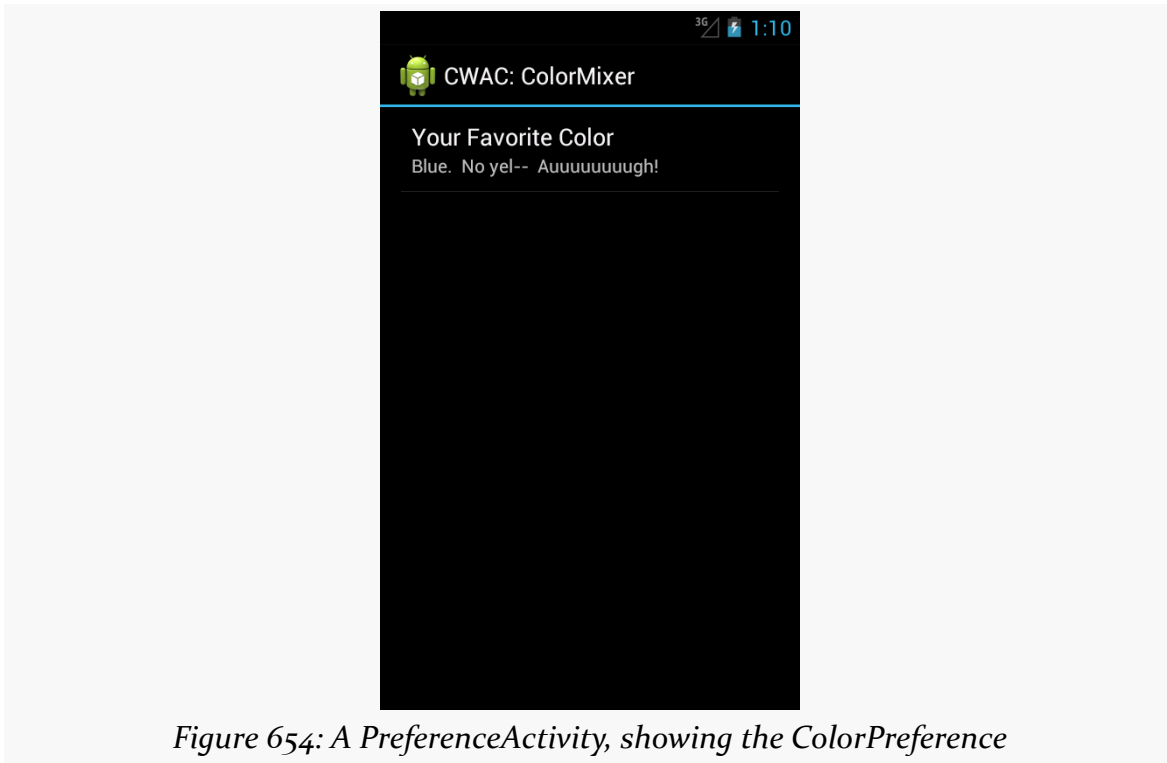 3G 1:10
CWAC: ColorMixer
Your Favorite Color
Blue.  No yel--  Auuuuuuuugh!
Figure 654: A PreferenceActivity, showing the ColorPreference